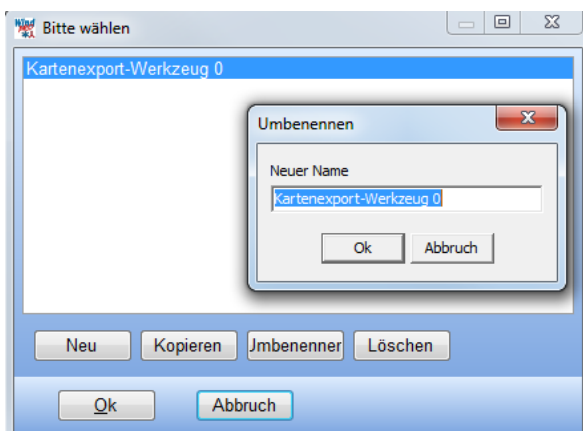 Bitte wählen
Kartenexport-Werkzeug 0
Umbenennen
Neuer Name
Kartenexport-Werkzeug 0
Ok Abbruch
Neu Kopieren Jmbenenner Löschen
Ok Abbruch